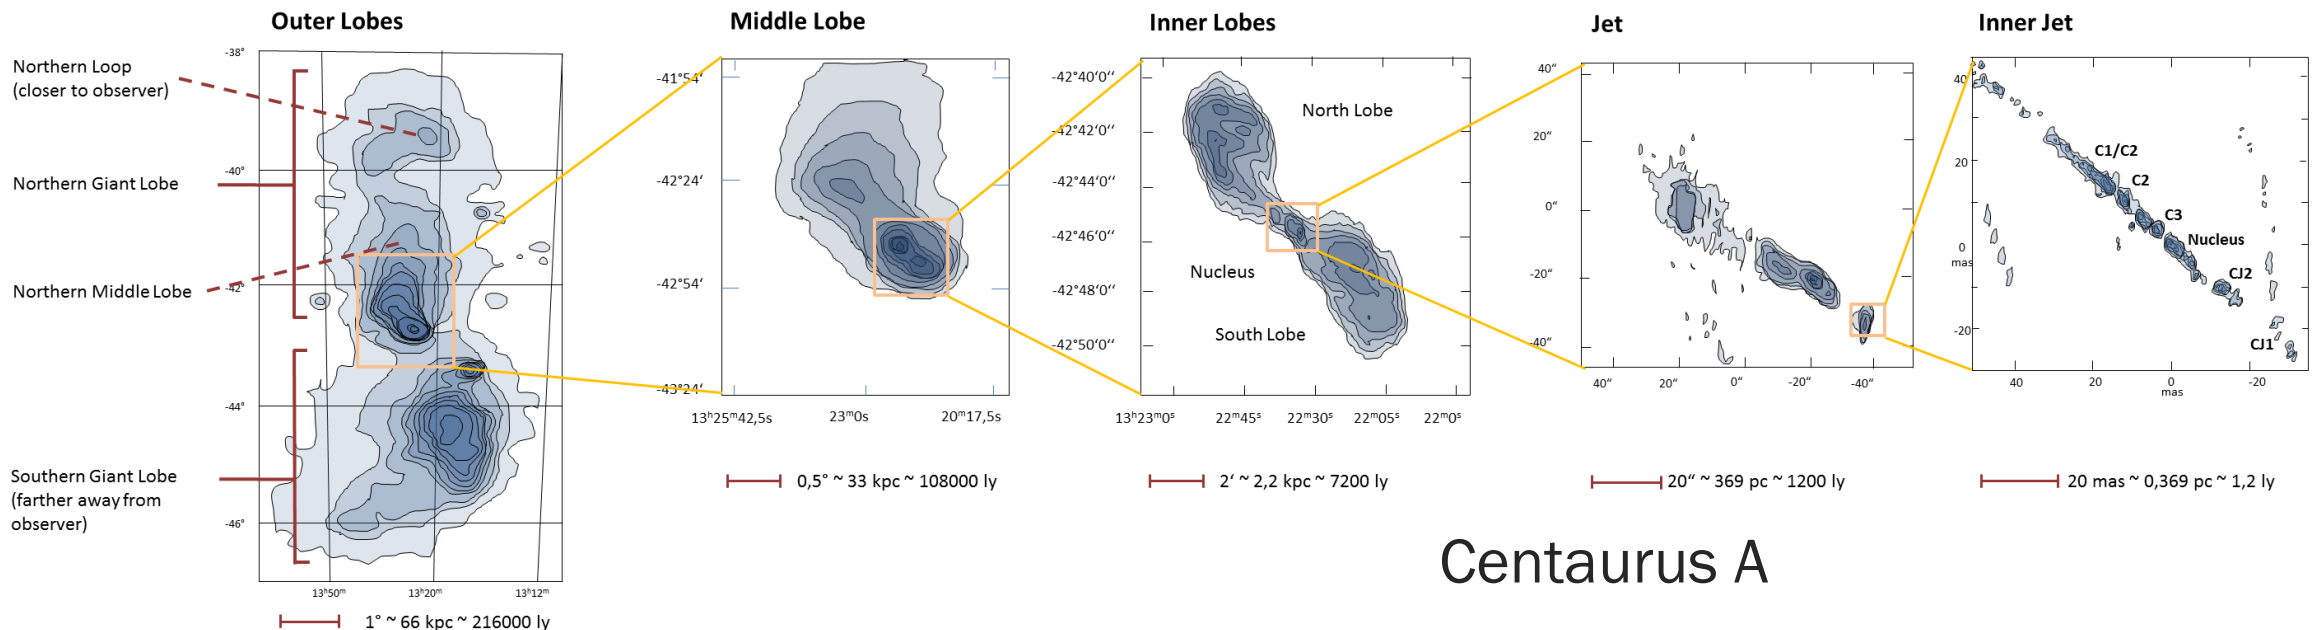 Outer Lobes
Northern Loop
(closer to observer)
Northern Giant Lobe
Northern Middle Lobe
Southern Giant Lobe
(farther away from
observer)
-38°
-40°
-42°
-44°
-46°
13ʰ50ᵐ
13ʰ20ᵐ
13ʰ12ᵐ
1° ~ 66 kpc ~ 216000 ly
Middle Lobe
-41°54‘
-42°24‘
-42°54‘
-43°24‘
13ʰ25ᵐ42,5s
23ᵐ0s
20ᵐ17,5s
0,5° ~ 33 kpc ~ 108000 ly
Inner Lobes
-42°40‘0‘‘
-42°42‘0‘‘
-42°44‘0‘‘
-42°46‘0‘‘
-42°48‘0‘‘
-42°50‘0‘‘
North Lobe
Nucleus
South Lobe
13ʰ23ᵐ0ˢ
22ᵐ45ˢ
22ᵐ30ˢ
22ᵐ05ˢ
22ᵐ0ˢ
2‘ ~ 2,2 kpc ~ 7200 ly
Jet
40“
20“
0“
-20“
-40“
40“
20“
0“
-20“
-40“
20“ ~ 369 pc ~ 1200 ly
Inner Jet
40
20
0
mas
-20
C1/C2
C2
C3
Nucleus
CJ2
CJ1
40
20
0
-20
mas
20 mas ~ 0,369 pc ~ 1,2 ly
Centaurus A